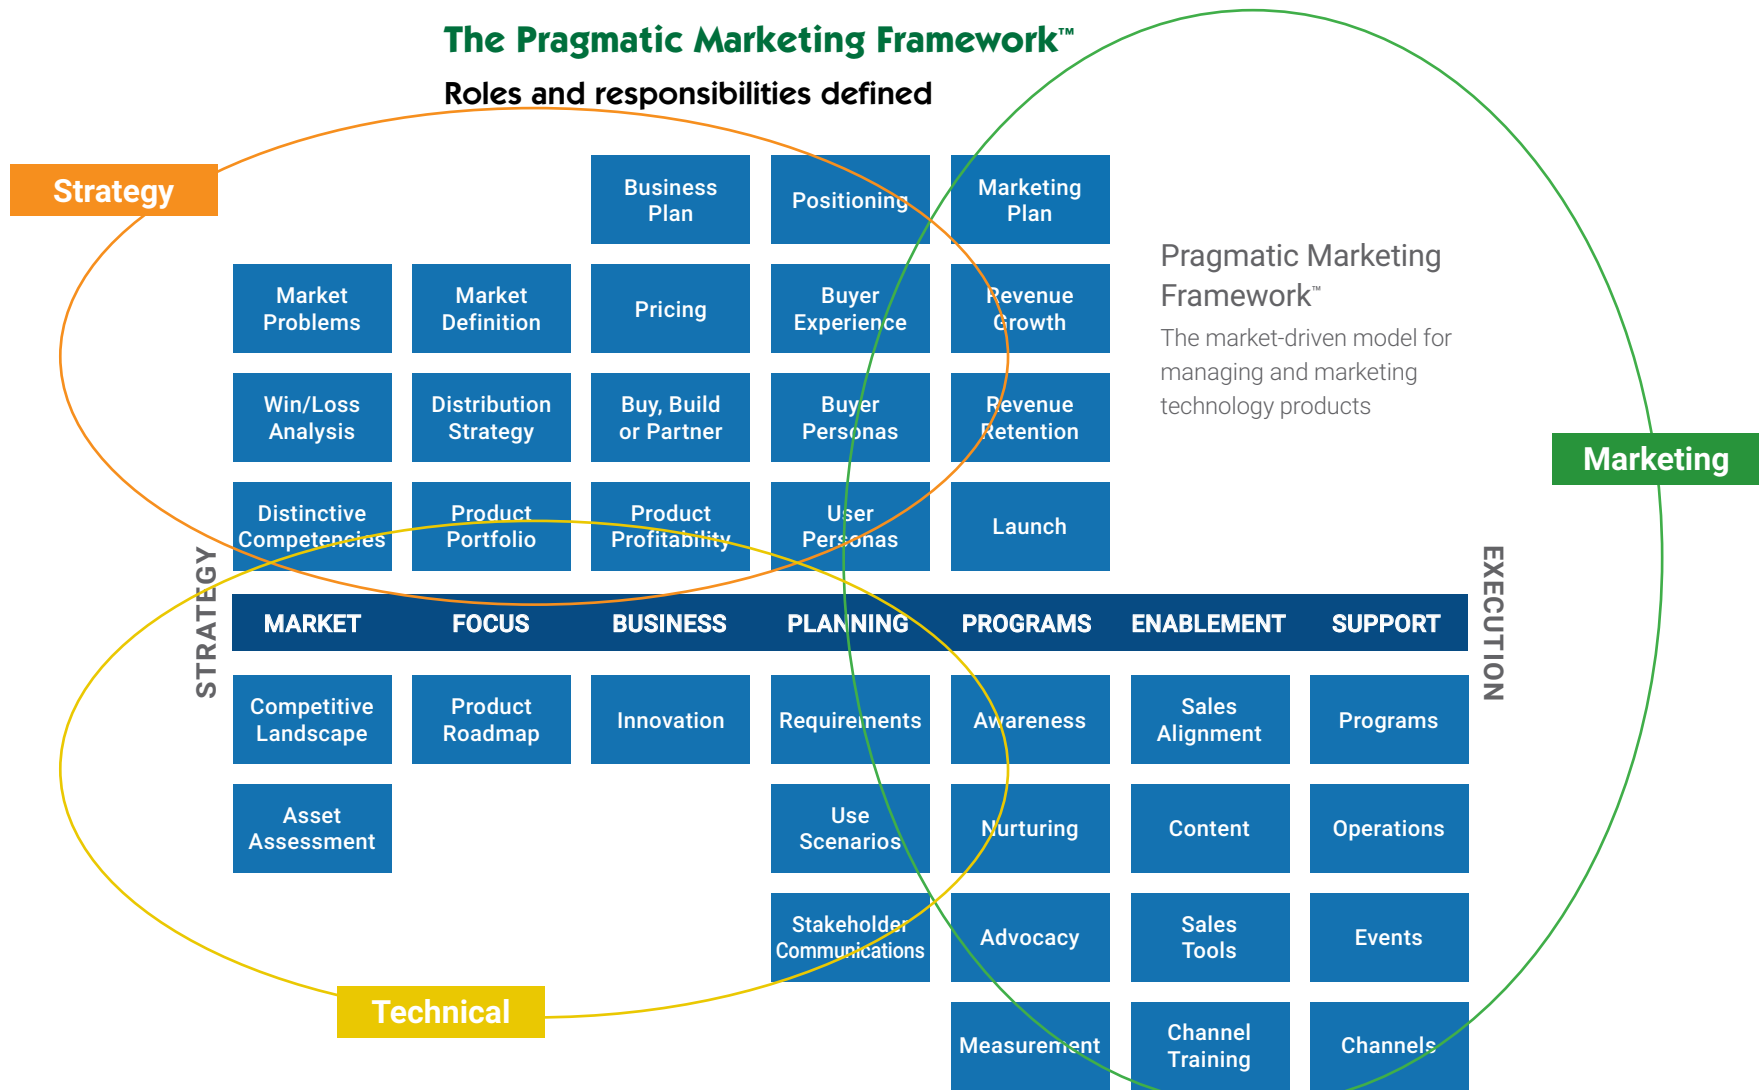 The Pragmatic Marketing Framework™
Roles and responsibilities defined
Strategy
Business
Plan
Positioning
Marketing
Plan
Market
Problems
Market
Definition
Pricing
Buyer
Experience
Revenue
Growth
Pragmatic Marketing
Framework™
The market-driven model for
managing and marketing
technology products
Win/Loss
Analysis
Distribution
Strategy
Buy, Build
or Partner
Buyer
Personas
Revenue
Retention
Marketing
Distinctive
Competencies
Product
Portfolio
Product
Profitability
User
Personas
Launch
STRATEGY
MARKET
FOCUS
BUSINESS
PLANNING
PROGRAMS
ENABLEMENT
SUPPORT
EXECUTION
Competitive
Landscape
Product
Roadmap
Innovation
Requirements
Awareness
Sales
Alignment
Programs
Asset
Assessment
Use
Scenarios
Nurturing
Content
Operations
Stakeholder
Communications
Advocacy
Sales
Tools
Events
Technical
Measurement
Channel
Training
Channels